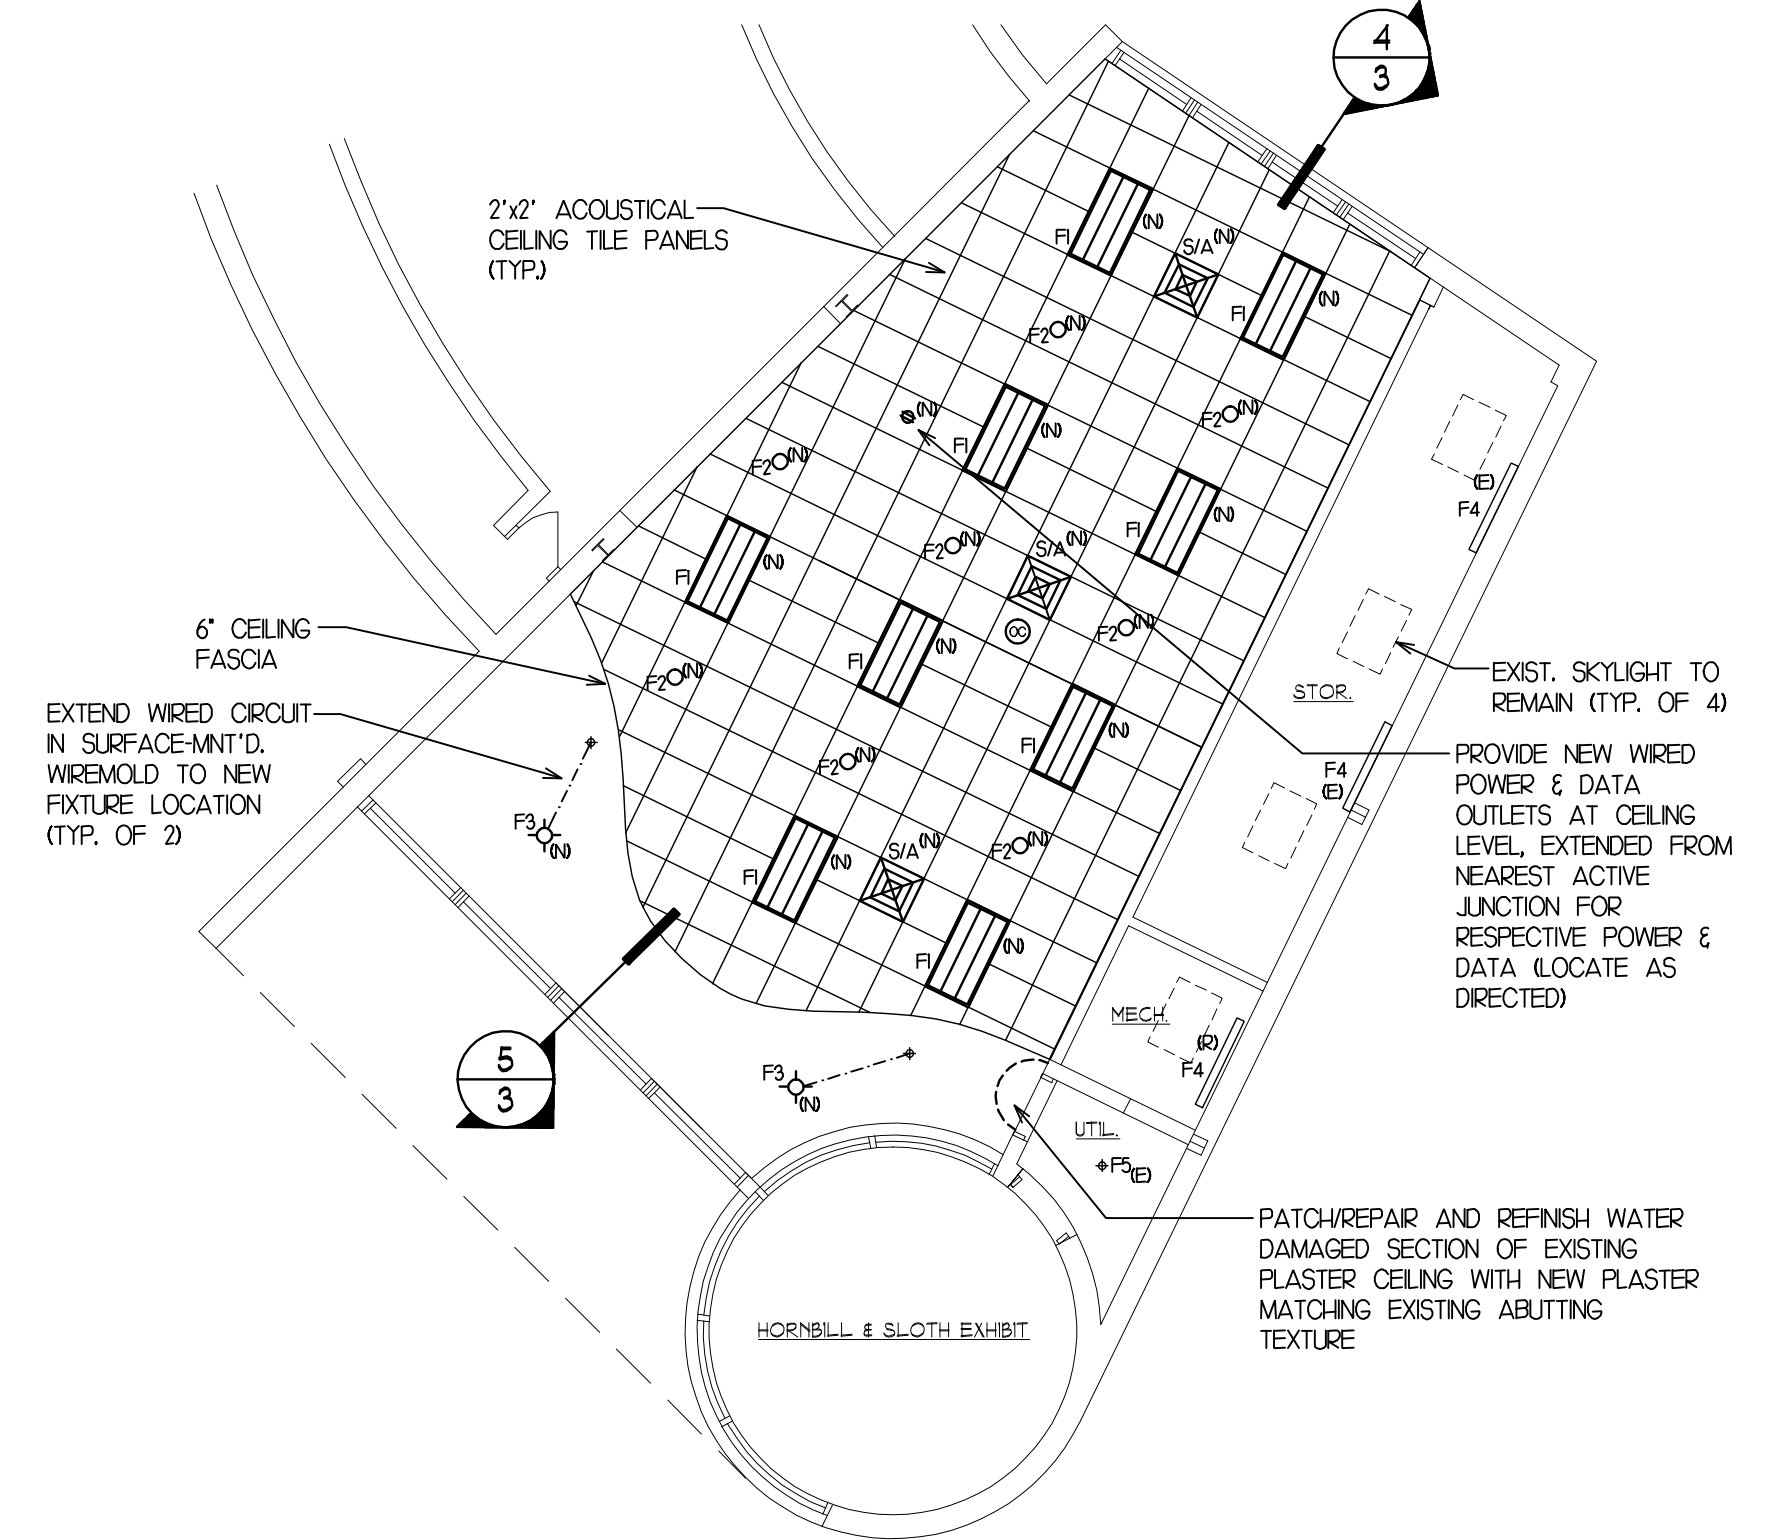 4
3
2'x2' ACOUSTICAL
CEILING TILE PANELS
(TYP.)
F1
(N)
S/A(N)
F1
(N)
F2(N)
F2(N)
(N)
F1
(N)
F2(N)
F1
(N)
(E)
F4
F2(N)
S/A(N)
F1
(N)
OC
F2(N)
6" CEILING
FASCIA
F1
(N)
F2(N)
EXIST. SKYLIGHT TO
REMAIN (TYP. OF 4)
STOR.
EXTEND WIRED CIRCUIT
IN SURFACE-MNT'D.
WIREMOLD TO NEW
FIXTURE LOCATION
(TYP. OF 2)
F1
(N)
F2(N)
F4
(E)
PROVIDE NEW WIRED
POWER & DATA
OUTLETS AT CEILING
LEVEL, EXTENDED FROM
NEAREST ACTIVE
JUNCTION FOR
RESPECTIVE POWER &
DATA (LOCATE AS
DIRECTED)
F3
(N)
F1
(N)
S/A(N)
F2(N)
F1
(N)
MECH.
(R)
F4
5
3
F3
(N)
UTIL.
F5(E)
PATCH/REPAIR AND REFINISH WATER
DAMAGED SECTION OF EXISTING
PLASTER CEILING WITH NEW PLASTER
MATCHING EXISTING ABUTTING
TEXTURE
HORNBILL & SLOTH EXHIBIT